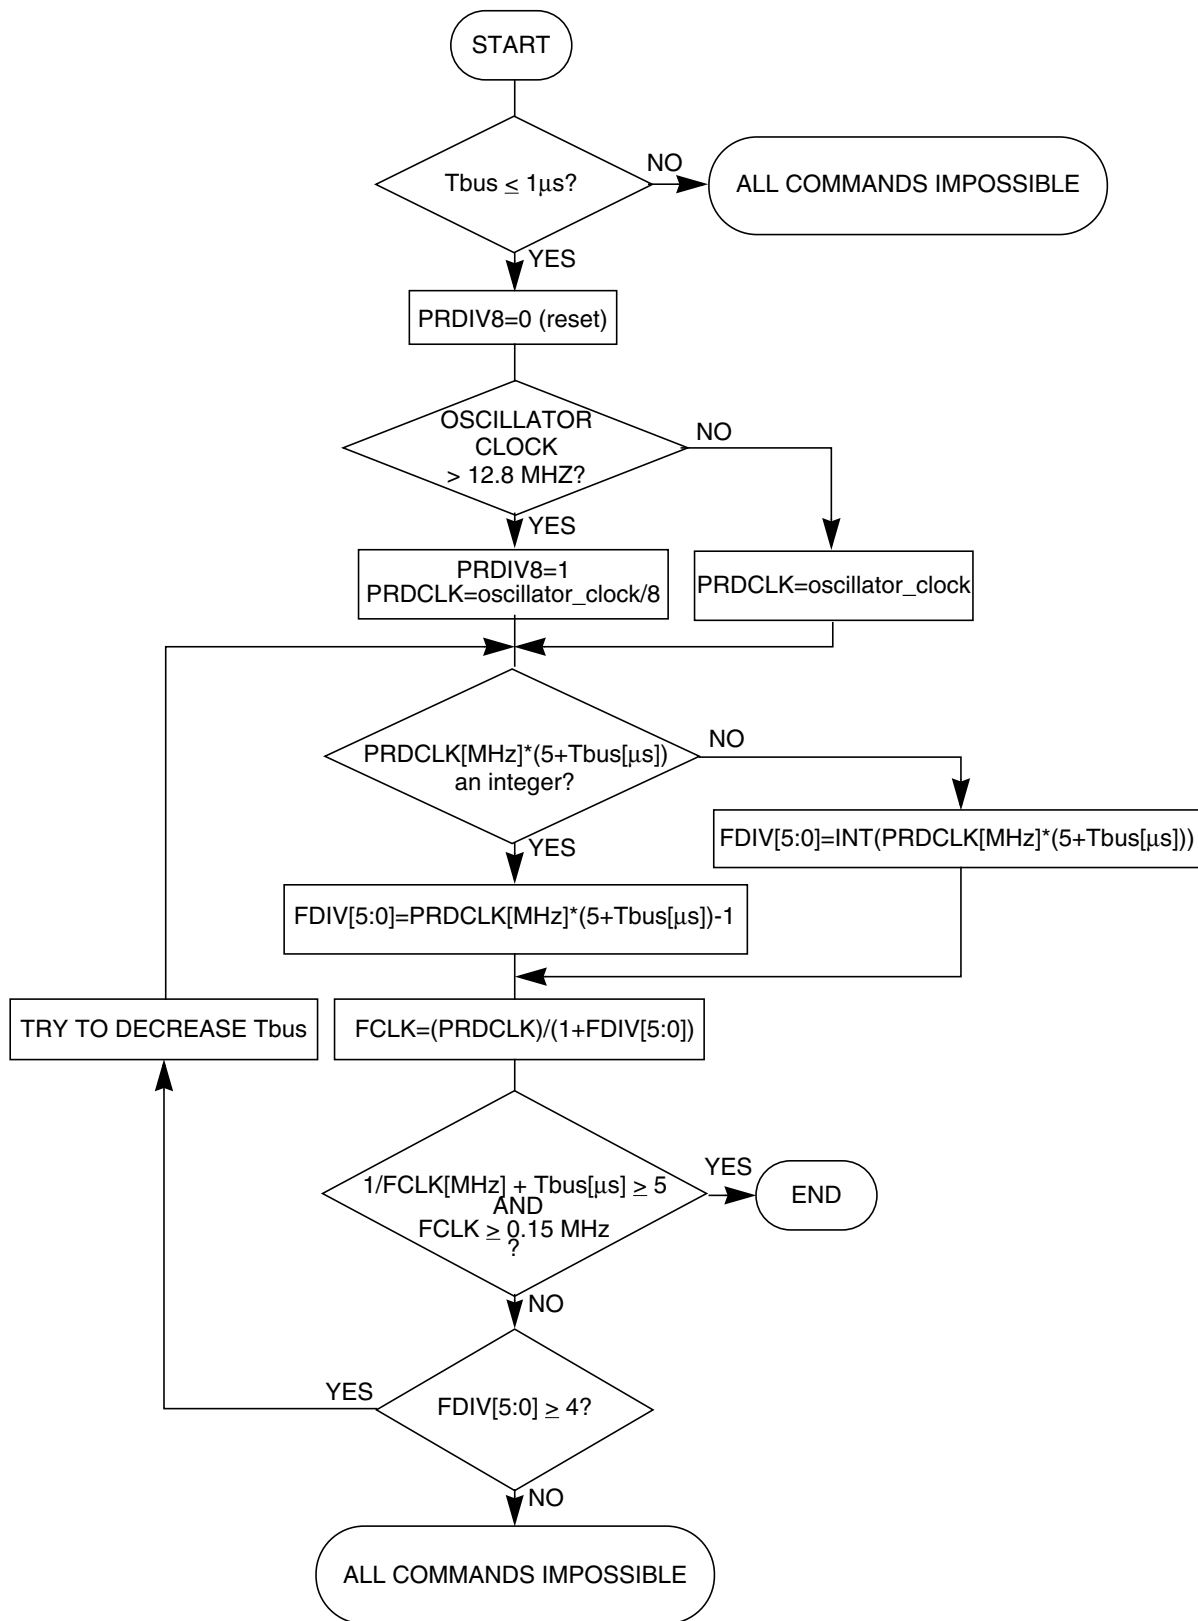 START
Tbus ≤ 1μs?
NO
ALL COMMANDS IMPOSSIBLE
YES
PRDIV8=0 (reset)
OSCILLATOR
CLOCK
> 12.8 MHZ?
NO
YES
PRDIV8=1
PRDCLK=oscillator_clock/8
PRDCLK=oscillator_clock
PRDCLK[MHz]*(5+Tbus[μs])
an integer?
NO
YES
FDIV[5:0]=INT(PRDCLK[MHz]*(5+Tbus[μs]))
FDIV[5:0]=PRDCLK[MHz]*(5+Tbus[μs])-1
TRY TO DECREASE Tbus
FCLK=(PRDCLK)/(1+FDIV[5:0])
1/FCLK[MHz] + Tbus[μs] ≥ 5
AND
FCLK ≥ 0.15 MHz
?
YES
END
NO
YES
FDIV[5:0] ≥ 4?
NO
ALL COMMANDS IMPOSSIBLE